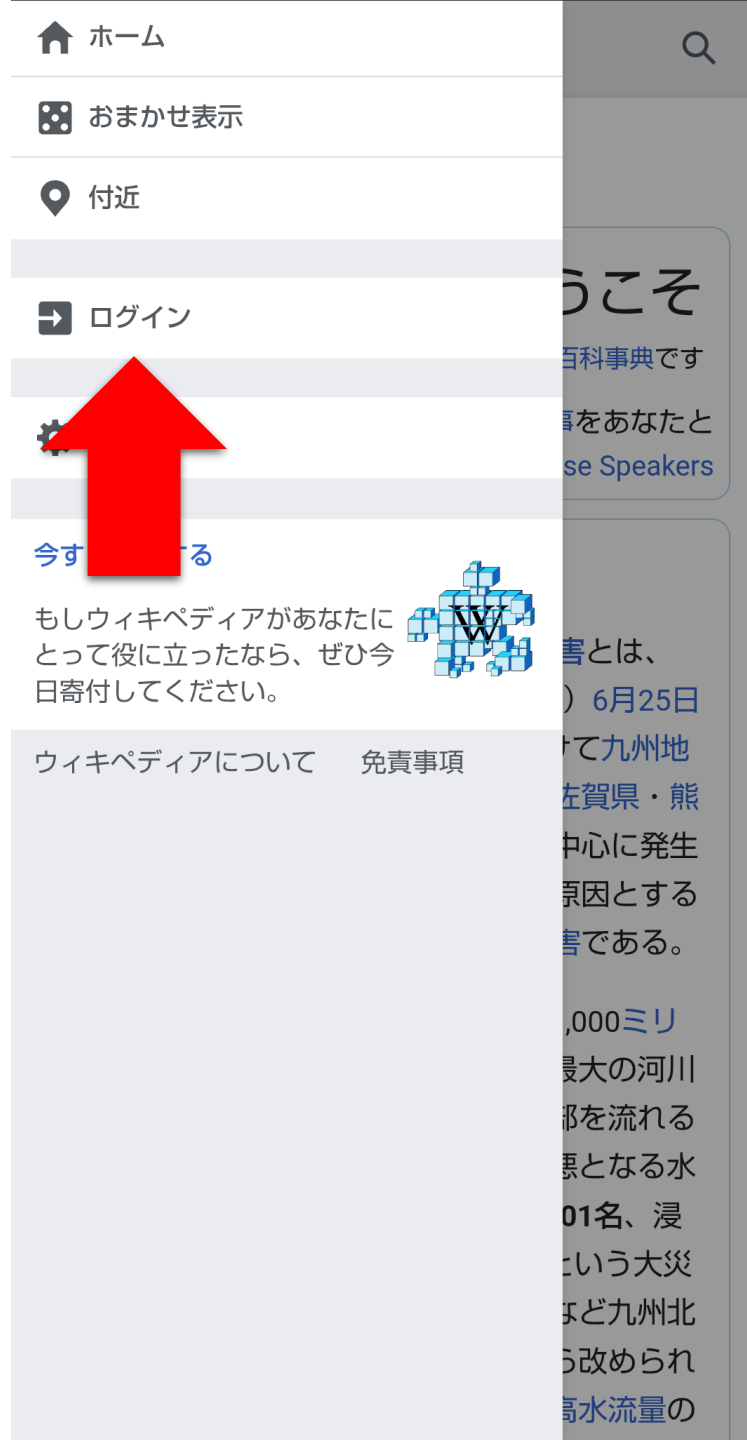 ホーム
おまかせ表示
付近
ログイン
今す
る
もしウィキペディアがあなたに
とって役に立ったなら、ぜひ今
日寄付してください。
W
ウィキペディアについて 免責事項
うこそ
百科事典です
事をあなたと
se Speakers
害とは、
）6月25日
けて九州地
佐賀県・熊
中心に発生
原因とする
害である。
,000ミリ
最大の河川
部を流れる
悪となる水
01名、浸
という大災
など九州北
ら改められ
高水流量の